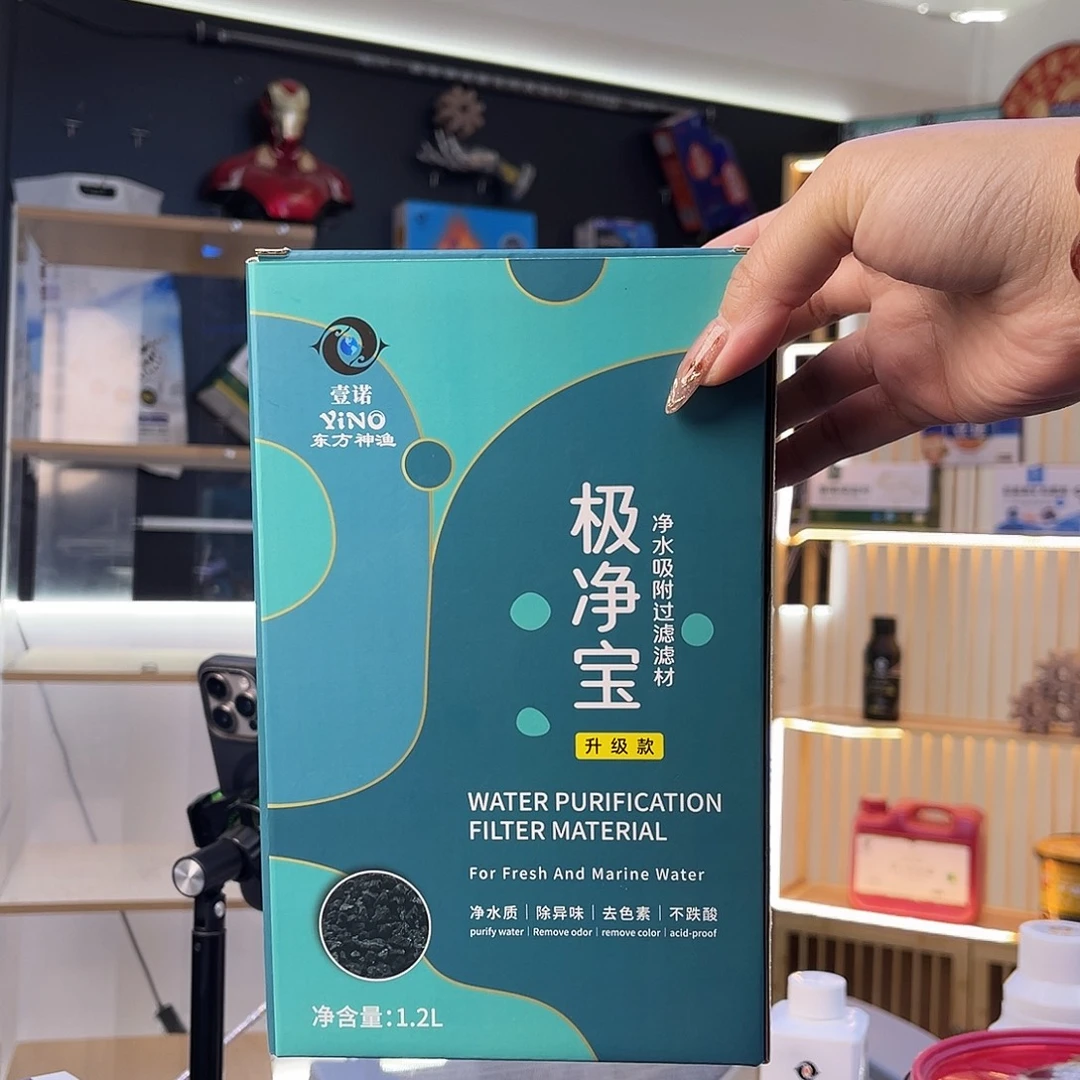 壹诺
YiNO
东方神渔
极净宝
净水吸附过滤滤材
升级款
WATER PURIFICATION
FILTER MATERIAL
For Fresh And Marine Water
净水质 | 除异味 | 去色素 | 不跌酸
purify water | Remove odor | remove color | acid-proof
净含量:1.2L